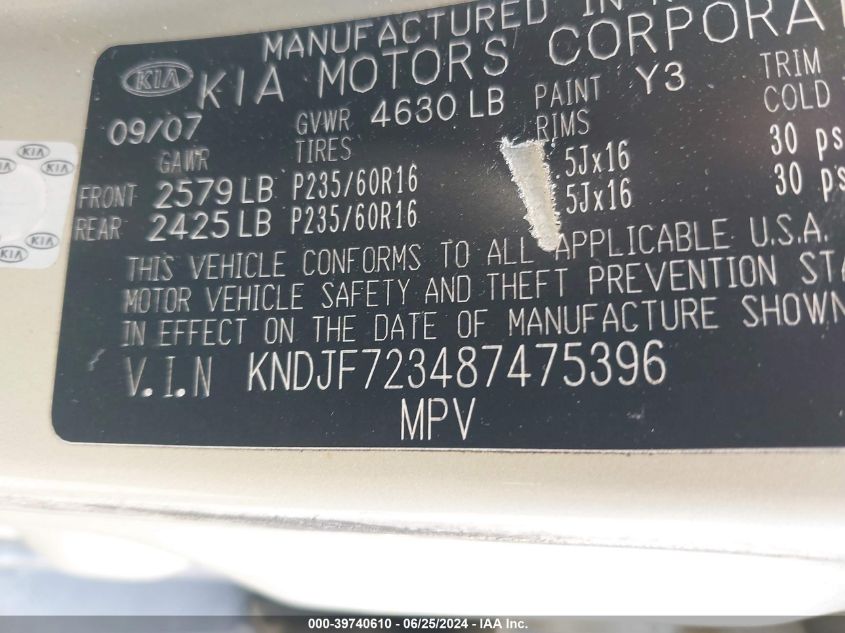 MANUFACTURED IN
KIA KIA MOTORS CORPORA
09/07 GVWR 4630 LB PAINT Y3 TRIM
GAWR TIRES RIMS COLD
FRONT 2579 LB P235/60R16 5Jx16 30 ps
REAR 2425 LB P235/60R16 5Jx16 30 ps
THIS VEHICLE CONFORMS TO ALL APPLICABLE U.S.A.
MOTOR VEHICLE SAFETY AND THEFT PREVENTION STA
IN EFFECT ON THE DATE OF MANUFACTURE SHOWN
V.I.N KNDJF723487475396
MPV
KIA
KIA
KIA
KIA
000-39740610 • 06/25/2024 • IAA Inc.